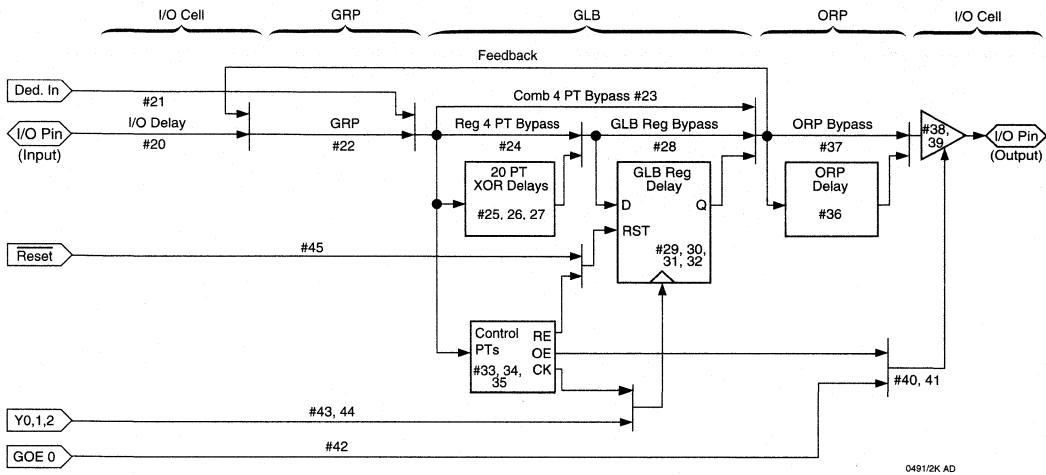 I/O Cell
GRP
GLB
ORP
I/O Cell
Feedback
Ded. In
#21
Comb 4 PT Bypass #23
I/O Pin
(Input)
I/O Delay
#20
GRP
#22
Reg 4 PT Bypass
#24
GLB Reg Bypass
#28
ORP Bypass
#37
#38,
39
I/O Pin
(Output)
20 PT
XOR Delays
#25, 26, 27
GLB Reg
Delay
D
Q
RST
#29, 30,
31, 32
ORP
Delay
#36
Reset
#45
Control
PTs
#33, 34,
35
RE
OE
CK
#40, 41
Y0,1,2
#43, 44
GOE 0
#42
0491/2K AD